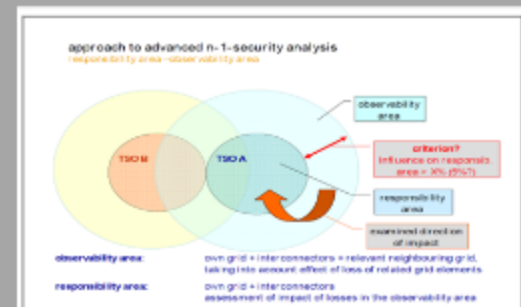 approach to advanced n-1-security analysis
responsibility area - observability area
observability
area
TSO B
TSO A
criterion?
influence on responsib.
area = X% (5%?)
responsibility
area
examined direction
of impact
observability area:
own grid + interconnectors + relevant neighbouring grid,
taking into account effect of loss of related grid elements
responsibility area:
own grid + interconnectors
assessment of impact of losses in the observability area